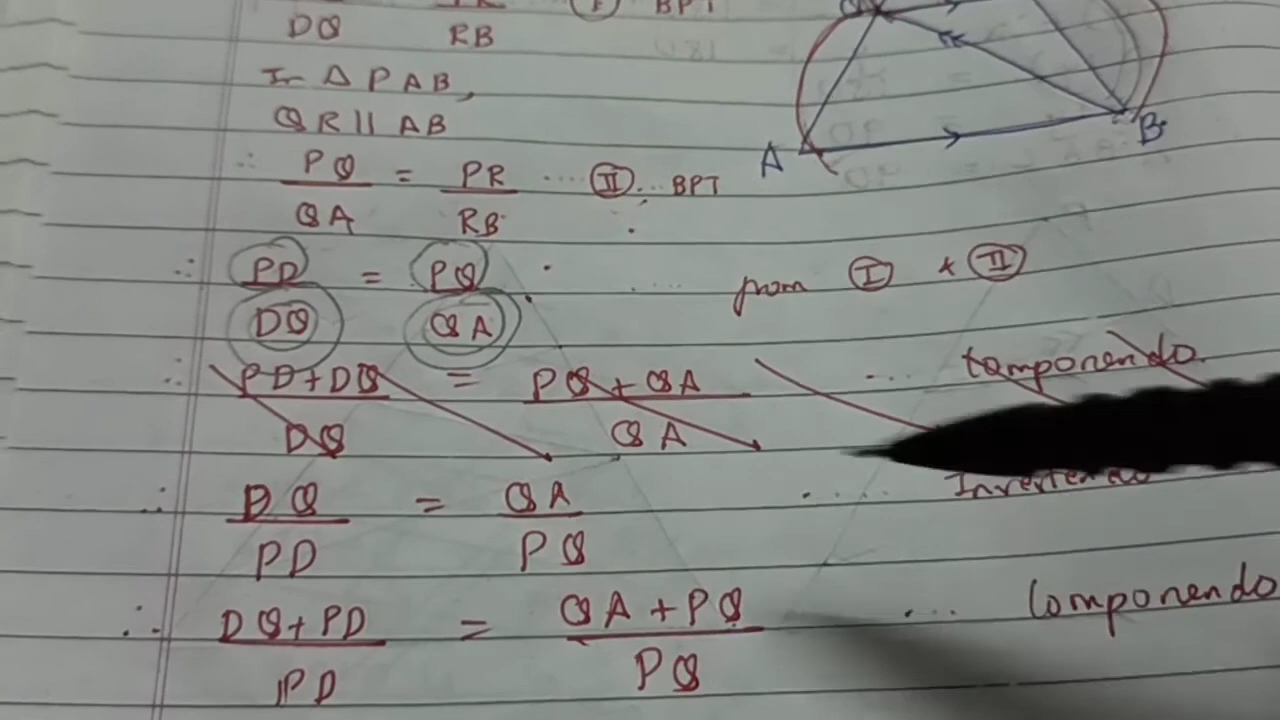 I BPT
DQ RB
In Δ PAB,
QR || AB
∴ PQ = PR .... II ... BPT
QA RB
∴ PD = PQ .... from I & II
DQ QA
∴ PD+DQ = PQ+QA ... Componendo
DQ QA
∴ DQ = QA ..... Invertendo
PD PQ
∴ DQ+PD = QA+PQ ... Componendo
PD PQ
A
B